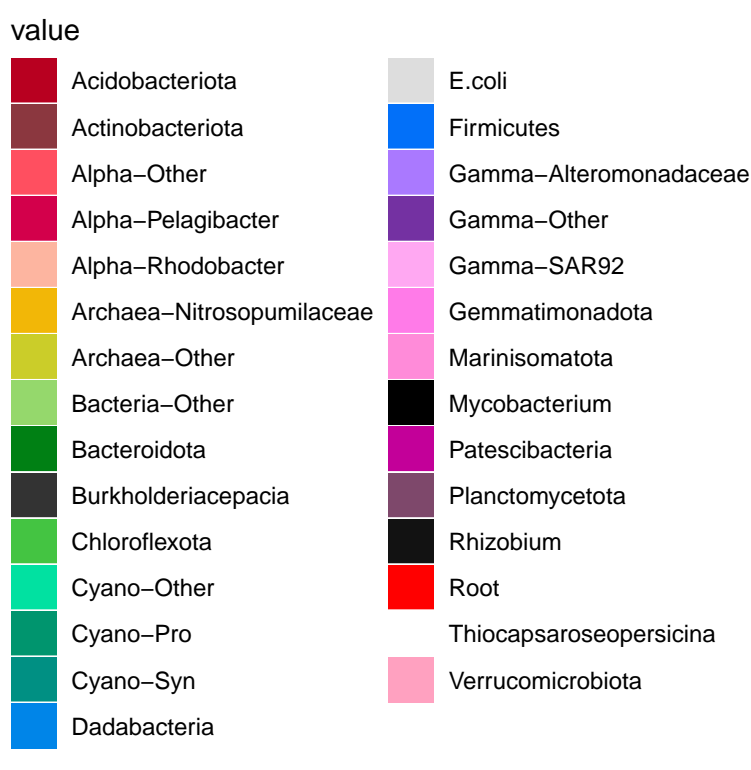 value
Acidobacteriota
Actinobacteriota
Alpha−Other
Alpha−Pelagibacter
Alpha−Rhodobacter
Archaea−Nitrosopumilaceae
Archaea−Other
Bacteria−Other
Bacteroidota
Burkholderiacepacia
Chloroflexota
Cyano−Other
Cyano−Pro
Cyano−Syn
Dadabacteria
E.coli
Firmicutes
Gamma−Alteromonadaceae
Gamma−Other
Gamma−SAR92
Gemmatimonadota
Marinisomatota
Mycobacterium
Patescibacteria
Planctomycetota
Rhizobium
Root
Thiocapsaroseopersicina
Verrucomicrobiota